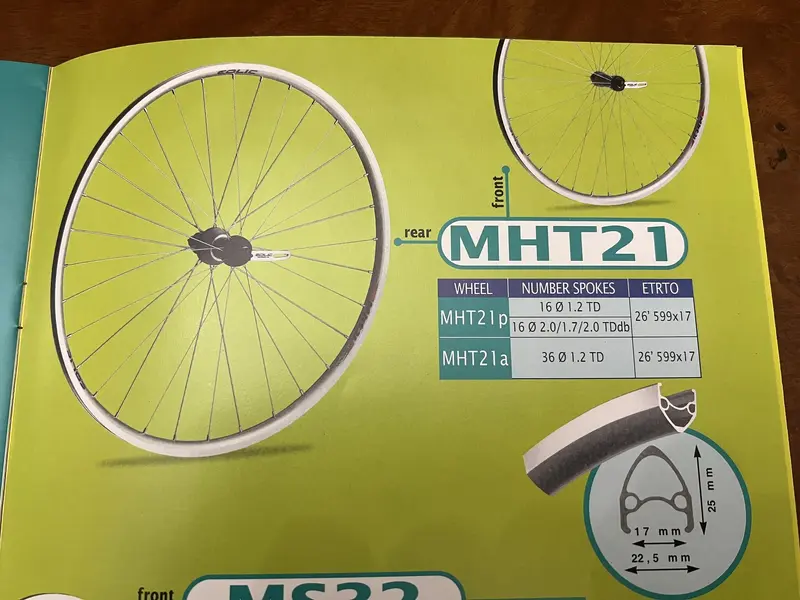 front
rear
MHT21
WHEEL NUMBER SPOKES ETRTO
MHT21p 16 Ø 1.2 TD 26' 599x17
16 Ø 2.0/1.7/2.0 TDdb
MHT21a 36 Ø 1.2 TD 26' 599x17
25 mm
17 mm
22,5 mm
front
MS22